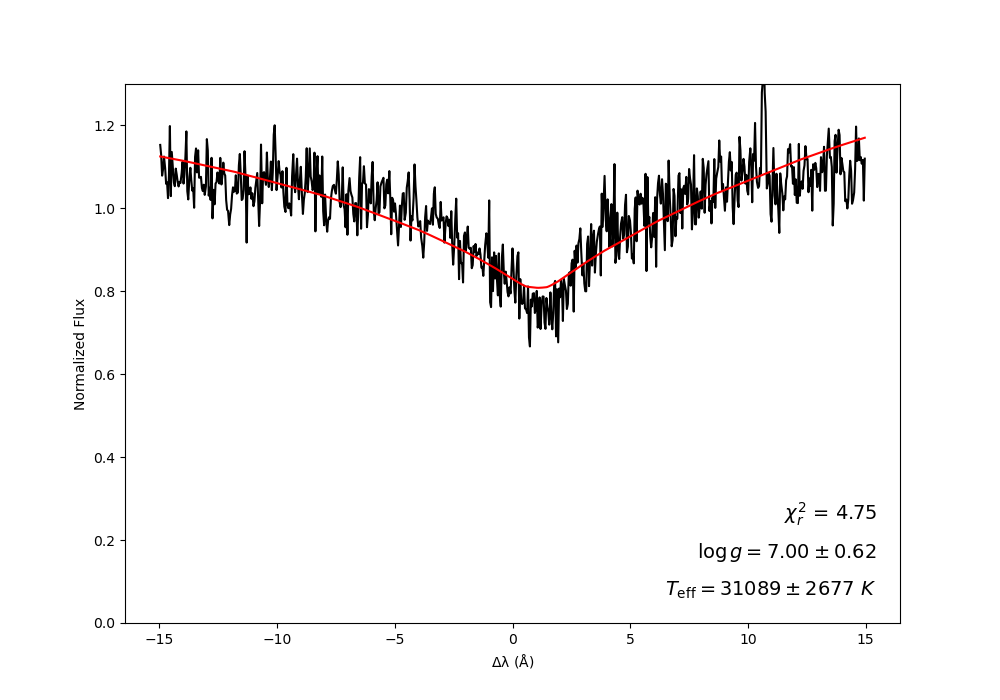 1.2
1.0
0.8
0.6
0.4
0.2
0.0
Normalized Flux
χ²ᵣ = 4.75
log g = 7.00 ± 0.62
T_eff = 31089 ± 2677 K
−15 −10 −5 0 5 10 15
Δλ (Å)